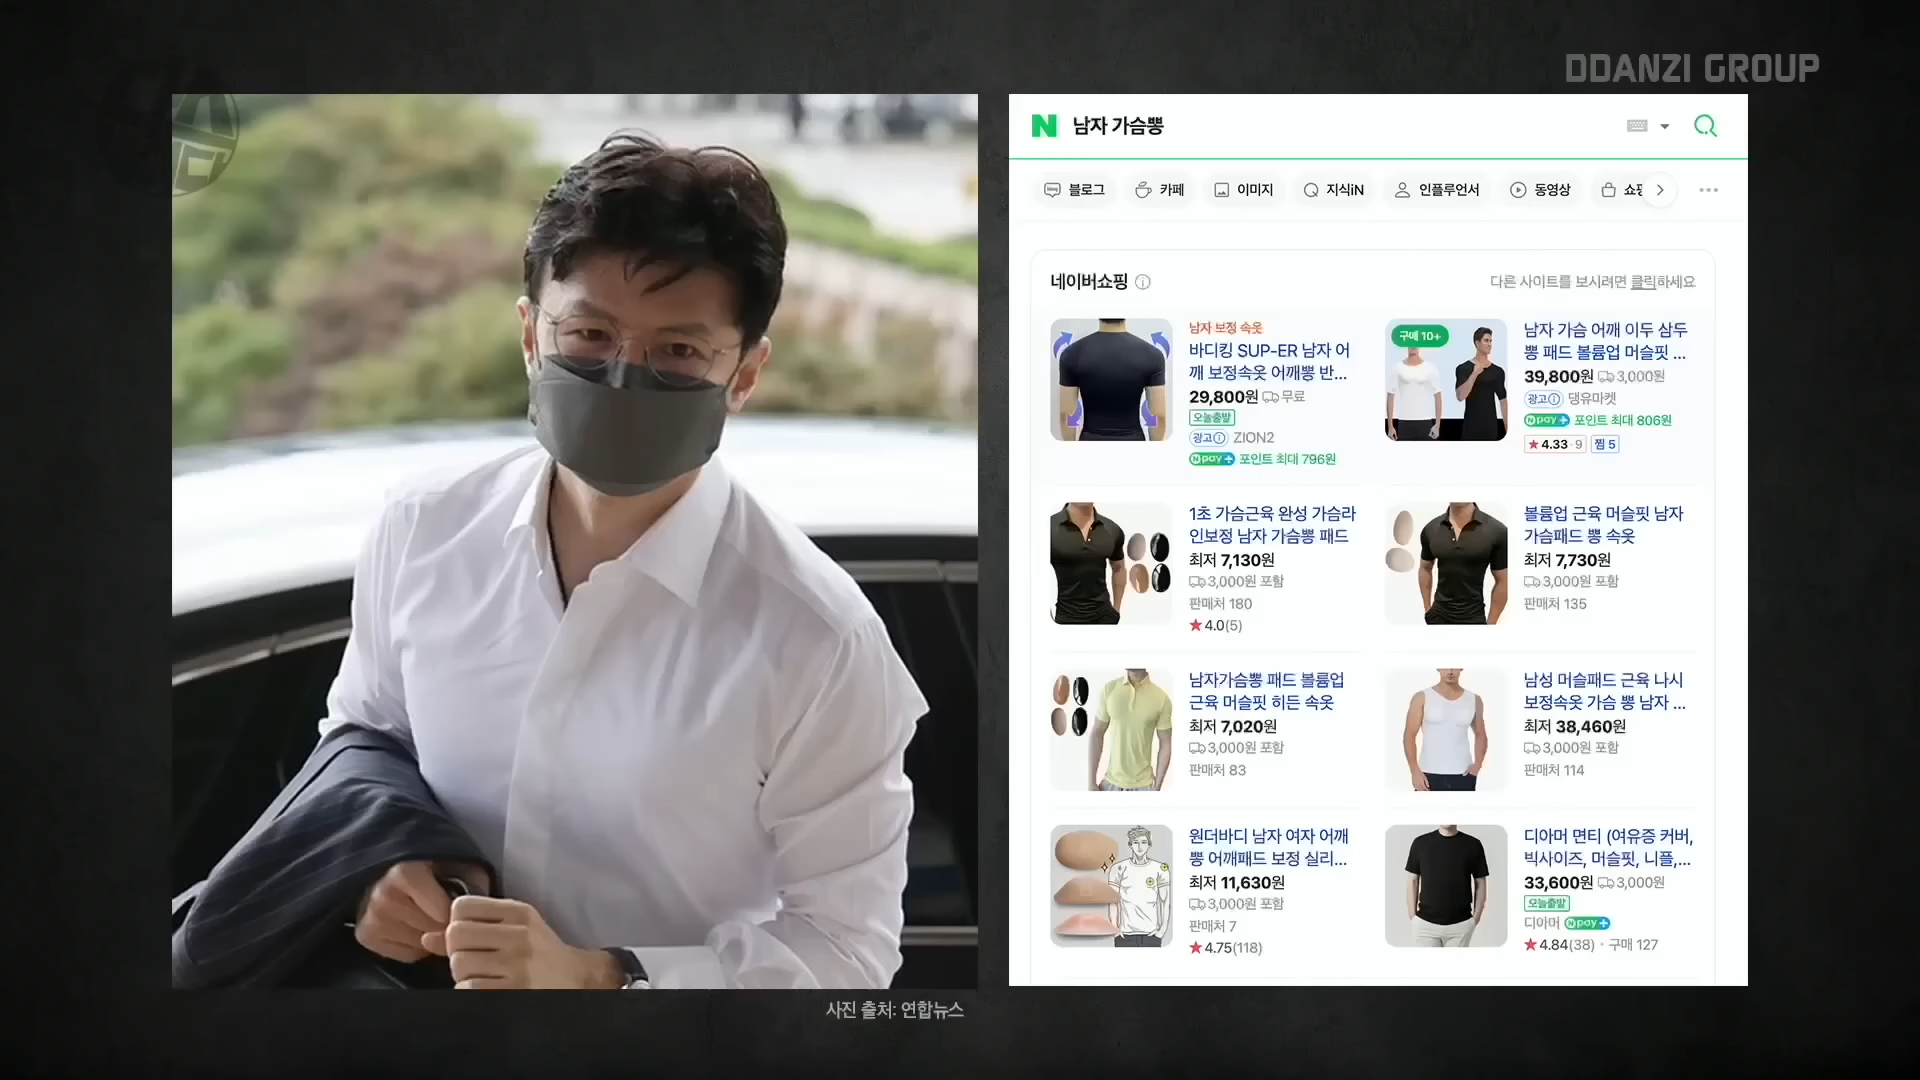 DDANZI GROUP
사진 출처: 연합뉴스
N 남자 가슴뽕
블로그 카페 이미지 지식iN 인플루언서 동영상
네이버쇼핑
다른 사이트를 보시려면 클릭하세요
남자 보정 속옷
바디킹 SUP-ER 남자 어
깨 보정속옷 어깨뽕 반...
29,800원 무료
오늘출발
광고 ZION2
N pay+ 포인트 최대 796원
구매 10+
남자 가슴 어깨 이두 삼두
뽕 패드 볼륨업 머슬핏 ...
39,800원 3,000원
광고 댕유마켓
N pay+ 포인트 최대 806원
★ 4.33 · 9 찜 5
1초 가슴근육 완성 가슴라
인보정 남자 가슴뽕 패드
최저 7,130원
3,000원 포함
판매처 180
★ 4.0(5)
볼륨업 근육 머슬핏 남자
가슴패드 뽕 속옷
최저 7,730원
3,000원 포함
판매처 135
남자가슴뽕 패드 볼륨업
근육 머슬핏 히든 속옷
최저 7,020원
3,000원 포함
판매처 83
남성 머슬패드 근육 나시
보정속옷 가슴 뽕 남자 ...
최저 38,460원
3,000원 포함
판매처 114
원더바디 남자 여자 어깨
뽕 어깨패드 보정 실리...
최저 11,630원
3,000원 포함
판매처 7
★ 4.75(118)
디아머 면티 (여유증 커버,
빅사이즈, 머슬핏, 니플,...
33,600원 3,000원
오늘출발
디아머 N pay+
★ 4.84(38) · 구매 127